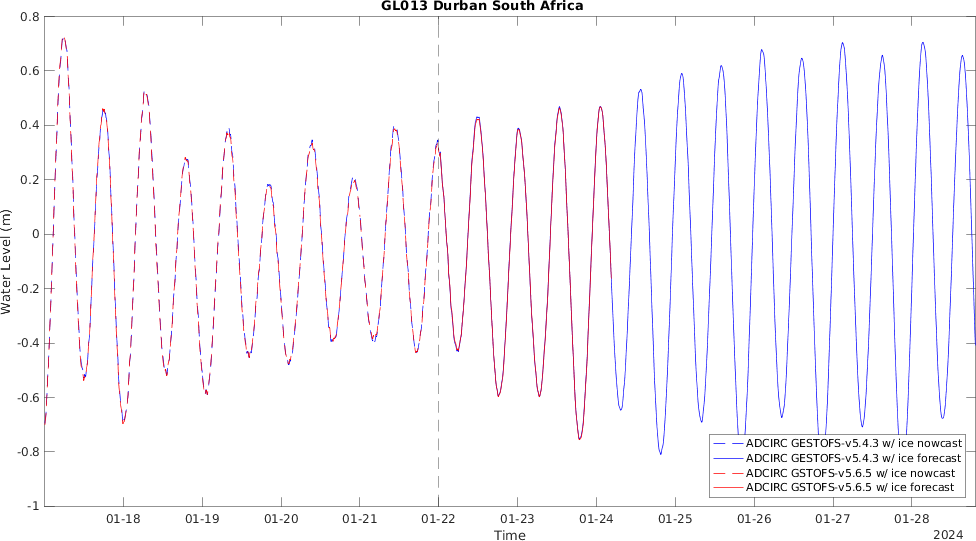 GL013 Durban South Africa
0.8
0.6
0.4
0.2
0
-0.2
-0.4
-0.6
-0.8
-1
Water Level (m)
ADCIRC GESTOFS-v5.4.3 w/ ice nowcast
ADCIRC GESTOFS-v5.4.3 w/ ice forecast
ADCIRC GSTOFS-v5.6.5 w/ ice nowcast
ADCIRC GSTOFS-v5.6.5 w/ ice forecast
01-18 01-19 01-20 01-21 01-22 01-23 01-24 01-25 01-26 01-27 01-28
Time
2024